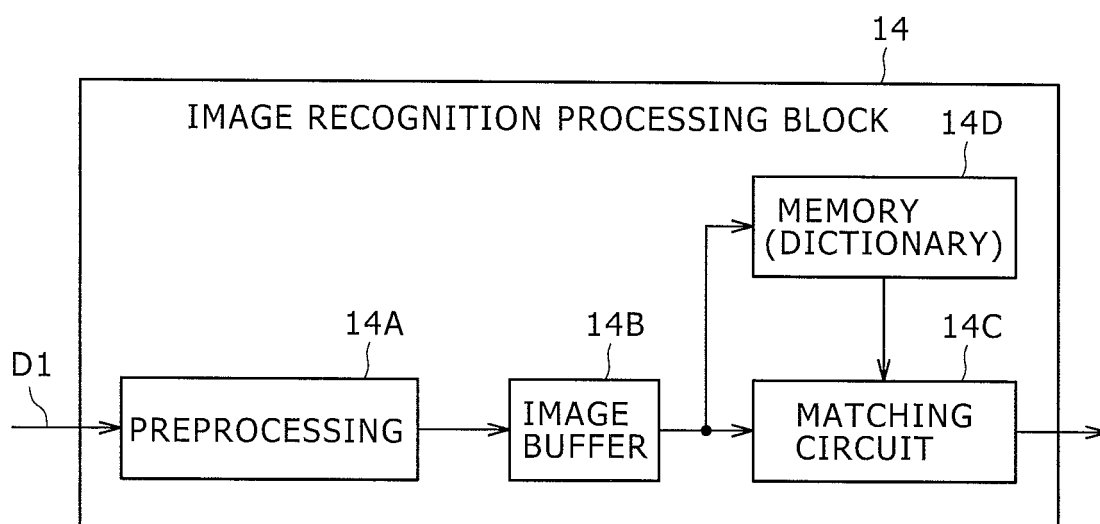 14
IMAGE RECOGNITION PROCESSING BLOCK
14D
MEMORY
(DICTIONARY)
14A
14B
14C
D1
PREPROCESSING
IMAGE
BUFFER
MATCHING
CIRCUIT